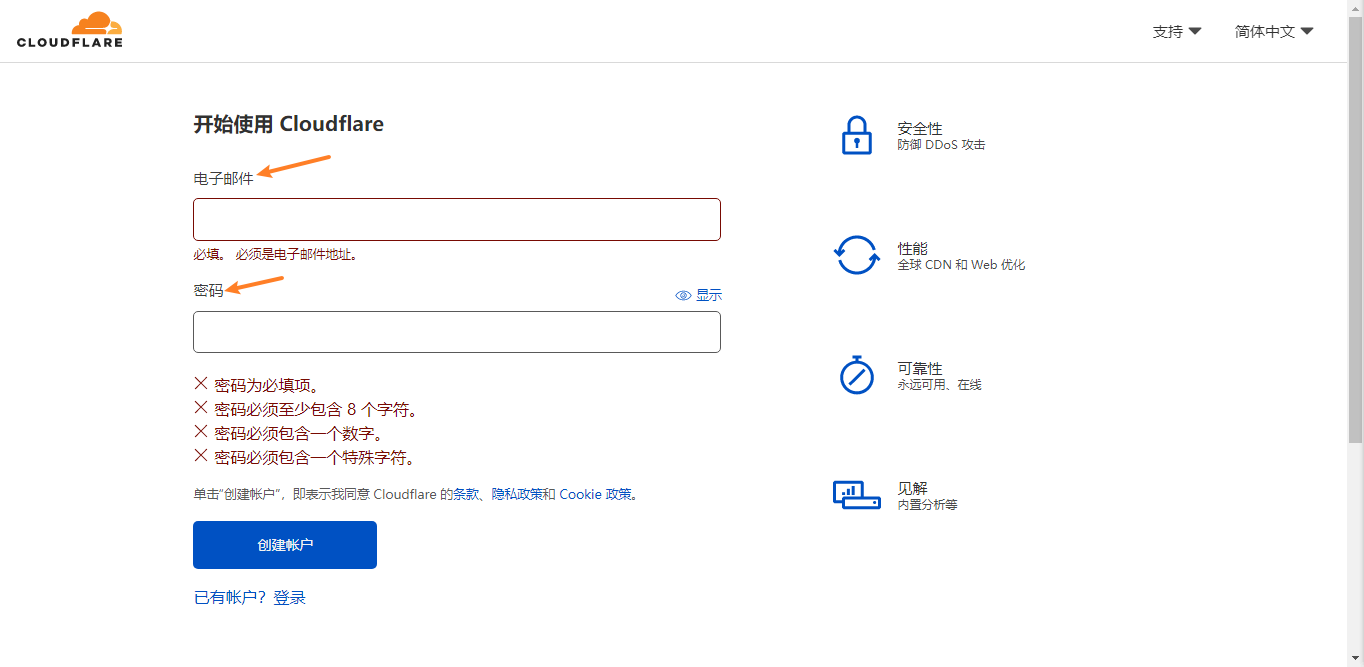 CLOUDFLARE
支持
简体中文
开始使用 Cloudflare
电子邮件
必填。 必须是电子邮件地址。
密码
显示
密码为必填项。
密码必须至少包含 8 个字符。
密码必须包含一个数字。
密码必须包含一个特殊字符。
单击“创建帐户”，即表示我同意 Cloudflare 的条款、隐私政策和 Cookie 政策。
创建帐户
已有帐户？登录
安全性
防御 DDoS 攻击
性能
全球 CDN 和 Web 优化
可靠性
永远可用、在线
见解
内置分析等